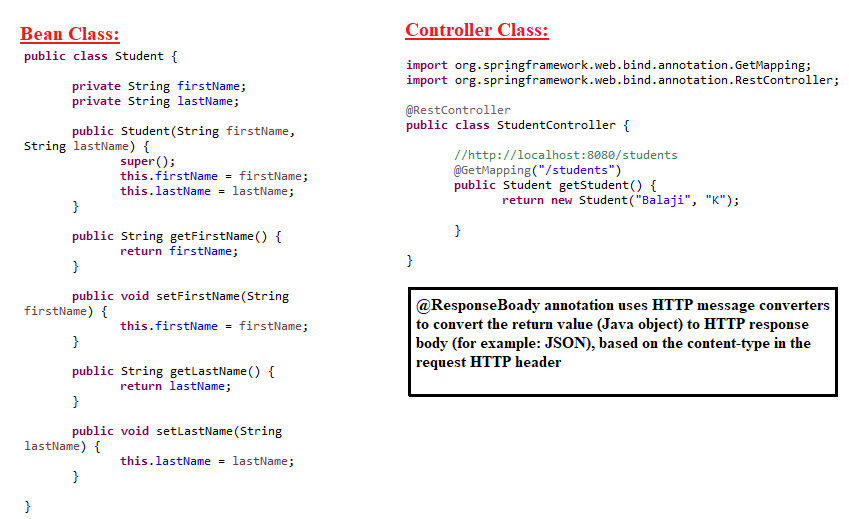 Bean Class:
public class Student {
private String firstName;
private String lastName;
public Student(String firstName,
String lastName) {
super();
this.firstName = firstName;
this.lastName = lastName;
}
public String getFirstName() {
return firstName;
}
public void setFirstName(String
firstName) {
this.firstName = firstName;
}
public String getLastName() {
return lastName;
}
public void setLastName(String
lastName) {
this.lastName = lastName;
}
}
Controller Class:
import org.springframework.web.bind.annotation.GetMapping;
import org.springframework.web.bind.annotation.RestController;
@RestController
public class StudentController {
//http://localhost:8080/students
@GetMapping("/students")
public Student getStudent() {
return new Student("Balaji", "K");
}
}
@ResponseBoady annotation uses HTTP message converters
to convert the return value (Java object) to HTTP response
body (for example: JSON), based on the content-type in the
request HTTP header